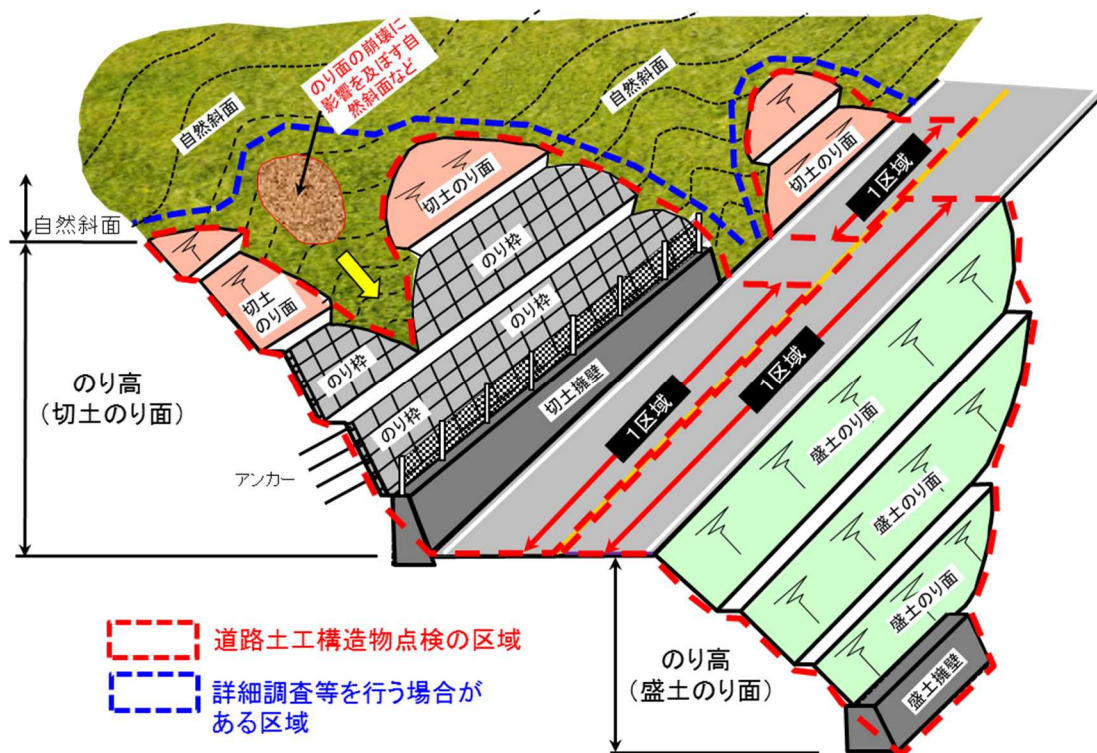 のり面の崩壊に
影響を及ぼす自
然斜面など
自然斜面
自然斜面
自然斜面
切土のり面
切土のり面
切土
のり面
のり枠
のり枠
のり枠
のり枠
切土擁壁
アンカー
のり高
(切土のり面)
1区域
1区域
1区域
盛土のり面
盛土のり面
盛土のり面
盛土擁壁
のり高
(盛土のり面)
道路土工構造物点検の区域
詳細調査等を行う場合が
ある区域